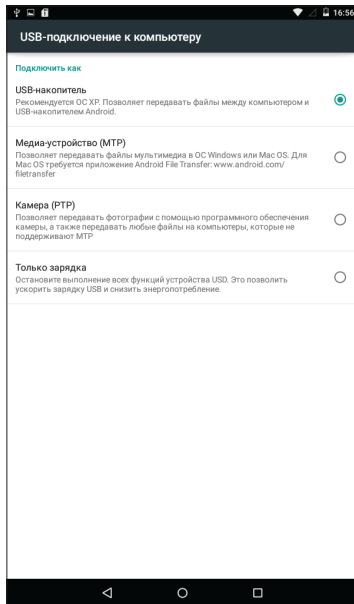 16:56
USB-подключение к компьютеру
Подключить как
USB-накопитель
Рекомендуется ОС XP. Позволяет передавать файлы между компьютером и
USB-накопителем Android.
Медиа-устройство (MTP)
Позволяет передавать файлы мультимедиа в ОС Windows или Mac OS. Для
Mac OS требуется приложение Android File Transfer: www.android.com/
filetransfer
Камера (PTP)
Позволяет передавать фотографии с помощью программного обеспечения
камеры, а также передавать любые файлы на компьютеры, которые не
поддерживают MTP
Только зарядка
Остановите выполнение всех функций устройства USD. Это позволить
ускорить зарядку USB и снизить энергопотребление.